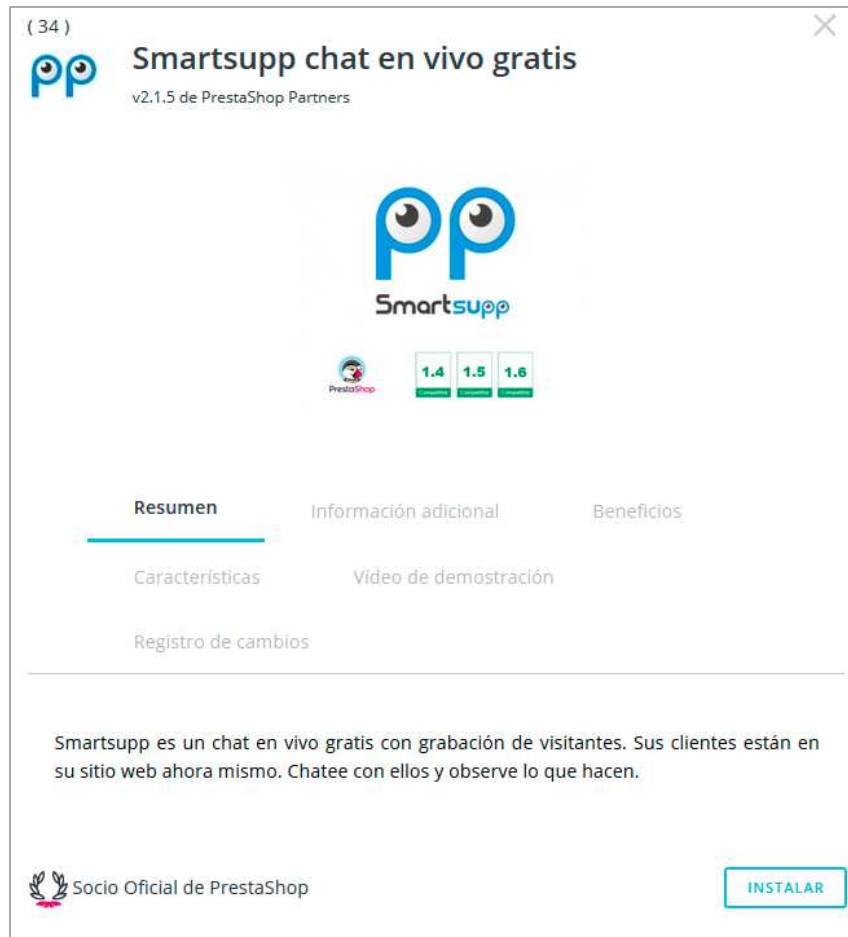 ( 34 )
Smartsupp chat en vivo gratis
v2.1.5 de PrestaShop Partners
Smartsupp
PrestaShop
1.4 1.5 1.6
Resumen Información adicional Beneficios
Características Vídeo de demostración
Registro de cambios
Smartsupp es un chat en vivo gratis con grabación de visitantes. Sus clientes están en
su sitio web ahora mismo. Chatee con ellos y observe lo que hacen.
Socio Oficial de PrestaShop
INSTALAR